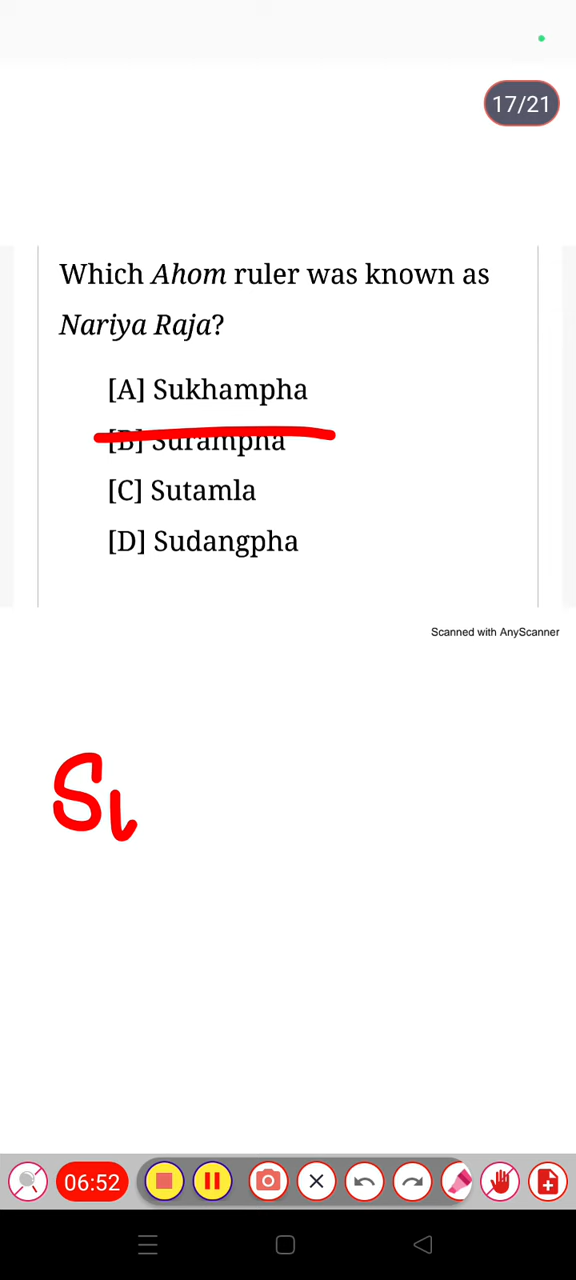 17/21
Which Ahom ruler was known as
Nariya Raja?
[A] Sukhampha
[B] Surampha
[C] Sutamla
[D] Sudangpha
Scanned with AnyScanner
Su
06:52